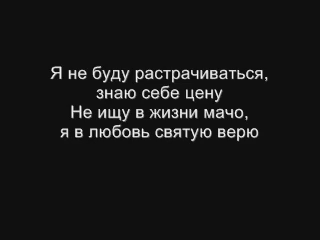 Я не буду растрачиваться,
знаю себе цену
Не ищу в жизни мачо,
я в любовь святую верю